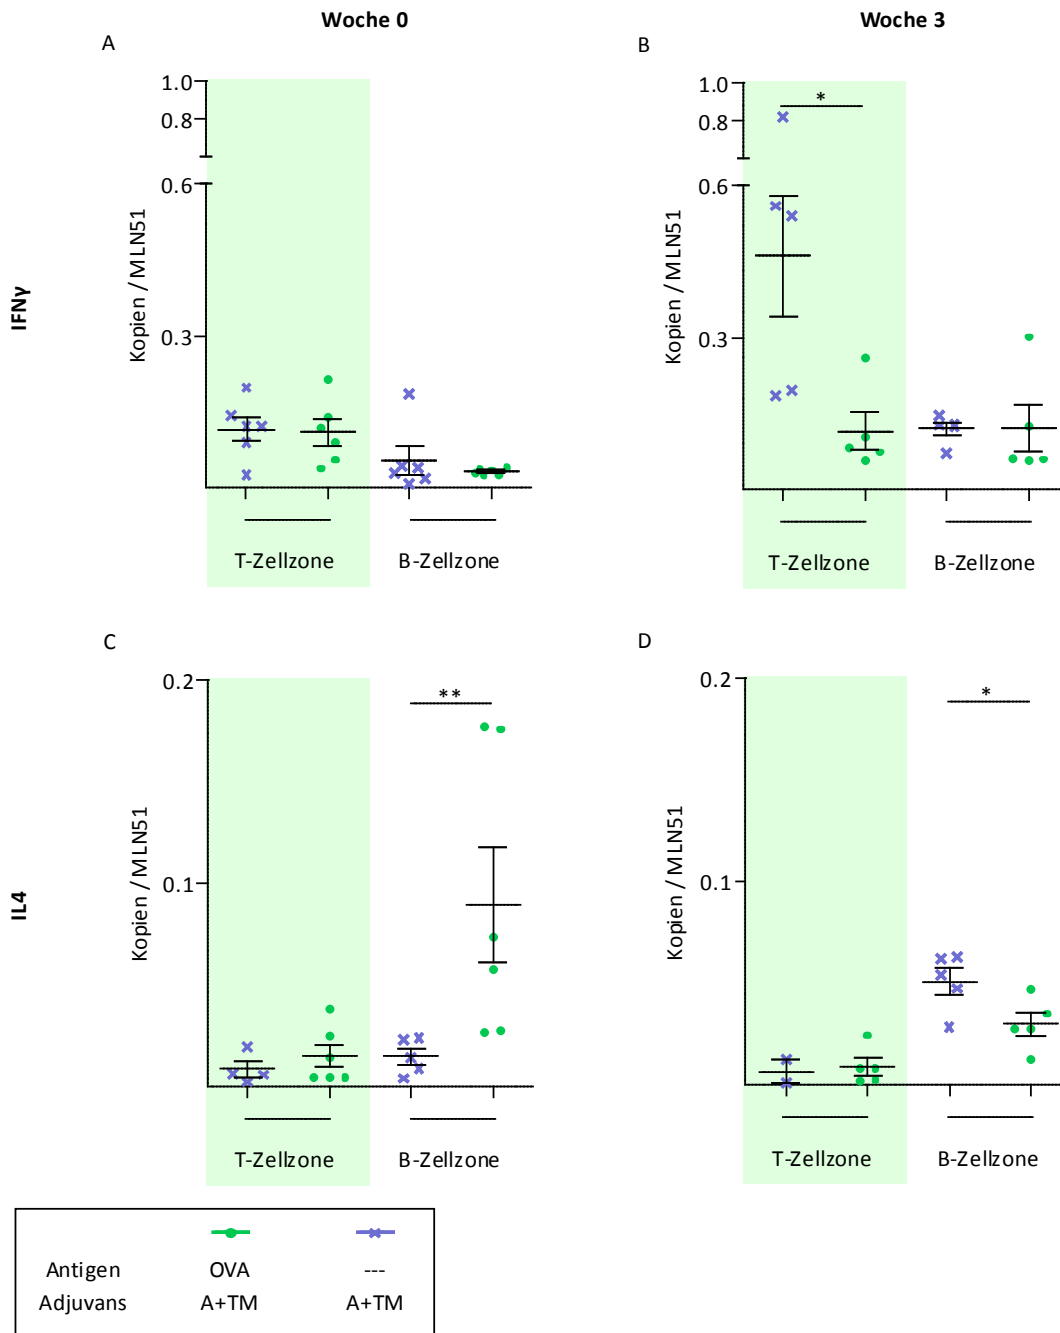 Woche 0
Woche 3
A
B
IFNγ
Kopien / MLN51
1.0
0.8
0.6
0.3
T-Zellzone
B-Zellzone
Kopien / MLN51
1.0
0.8
0.6
0.3
*
T-Zellzone
B-Zellzone
C
D
IL4
Kopien / MLN51
0.2
0.1
**
T-Zellzone
B-Zellzone
Kopien / MLN51
0.2
0.1
*
T-Zellzone
B-Zellzone
Antigen OVA ---
Adjuvans A+TM A+TM